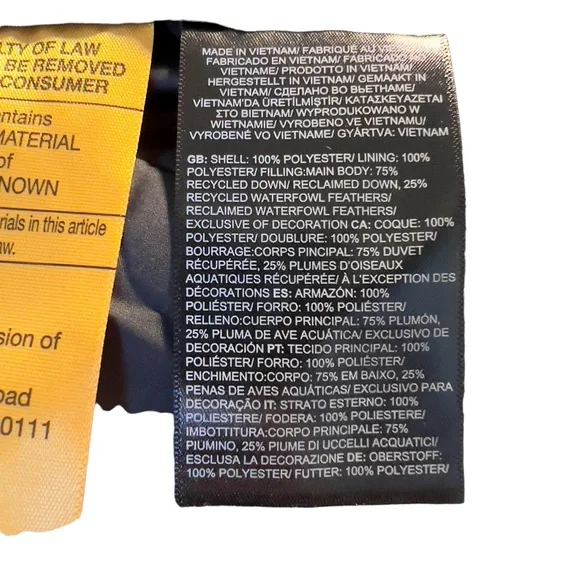 LTY OF LAW
BE REMOVED
CONSUMER
ntains
MATERIAL
of
NOWN
rials in this article
aw.
sion of
oad
0111
MADE IN VIETNAM/ FABRIQUÉ AU
FABRICADO EN VIETNAM/ FABRICADO
VIETNAME/ PRODOTTO IN VIETNAM/
HERGESTELLT IN VIETNAM/ GEMAAKT IN
VIETNAM/ СДЕЛАНО ВО ВЬЕТНАМЕ/
VİETNAM'DA ÜRETİLMİŞTİR/ ΚΑΤΑΣΚΕΥΑΖΕΤΑΙ
ΣΤΟ ΒΙΕΤΝΑΜ/ WYPRODUKOWANO W
WIETNAMIE/ VYROBENO VE VIETNAMU/
VYROBENÉ VO VIETNAME/ GYÁRTVA: VIETNAM
GB: SHELL: 100% POLYESTER/ LINING: 100%
POLYESTER/ FILLING:MAIN BODY: 75%
RECYCLED DOWN/ RECLAIMED DOWN, 25%
RECLAIMED WATERFOWL FEATHERS/
RECLAIMED WATERFOWL FEATHERS/
EXCLUSIVE OF DECORATION CA: COQUE: 100%
POLYESTER/ DOUBLURE: 100% POLYESTER/
BOURRAGE:CORPS PINCIPAL: 75% DUVET
RÉCUPÉRÉE, 25% PLUMES D'OISEAUX
AQUATIQUES RÉCUPÉRÉE/ À L'EXCEPTION DES
DÉCORATIONS ES: ARMAZÓN: 100%
POLIÉSTER/ FORRO: 100% POLIÉSTER/
RELLENO:CUERPO PRINCIPAL: 75% PLUMÓN,
25% PLUMA DE AVE ACUÁTICA/ EXCLUSIVO DE
DECORACIÓN PT: TECIDO PRINCIPAL: 100%
POLIÉSTER/ FORRO: 100% POLIÉSTER/
ENCHIMENTO:CORPO: 75% EM BAIXO, 25%
PENAS DE AVES AQUÁTICAS/ EXCLUSIVO PARA
DECORAÇÃO IT: STRATO ESTERNO: 100%
POLIESTERE/ FODERA: 100% POLIESTERE/
IMBOTTITURA:CORPO PRINCIPALE: 75%
PIUMINO, 25% PIUME DI UCCELLI ACQUATICI/
ESCLUSA LA DECORAZIONE DE: OBERSTOFF:
100% POLYESTER/ FUTTER: 100% POLYESTER/